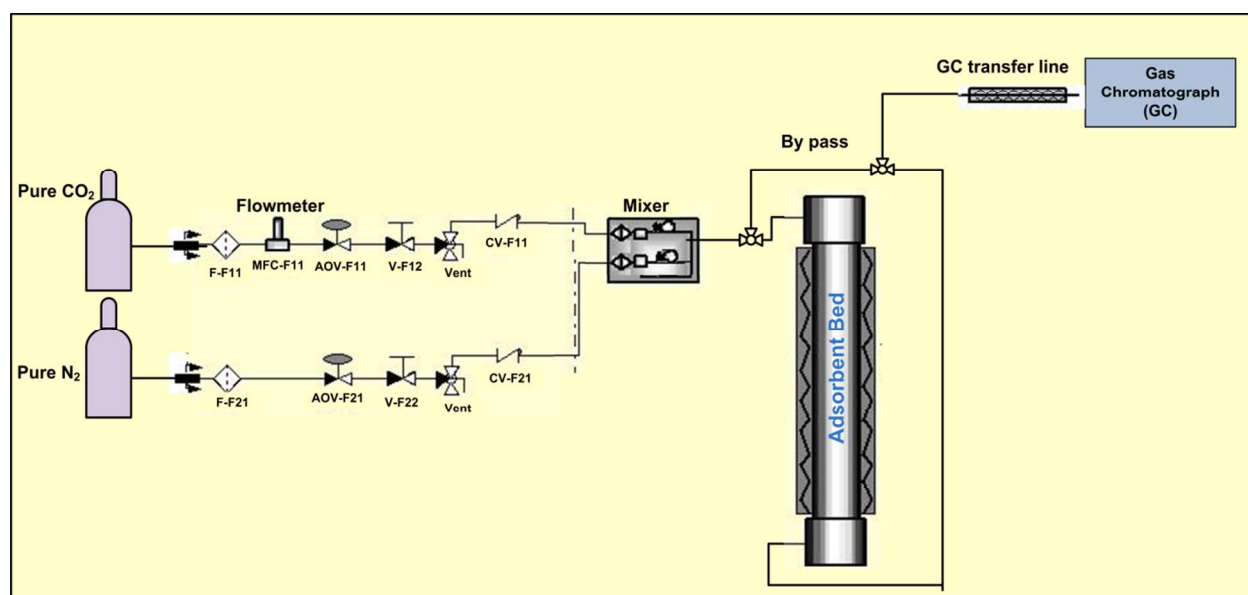 GC transfer line
Gas
Chromatograph
(GC)
By pass
Pure CO₂
Flowmeter
Mixer
F-F11
MFC-F11
AOV-F11
V-F12
Vent
CV-F11
Pure N₂
F-F21
AOV-F21
V-F22
Vent
CV-F21
Adsorbent Bed